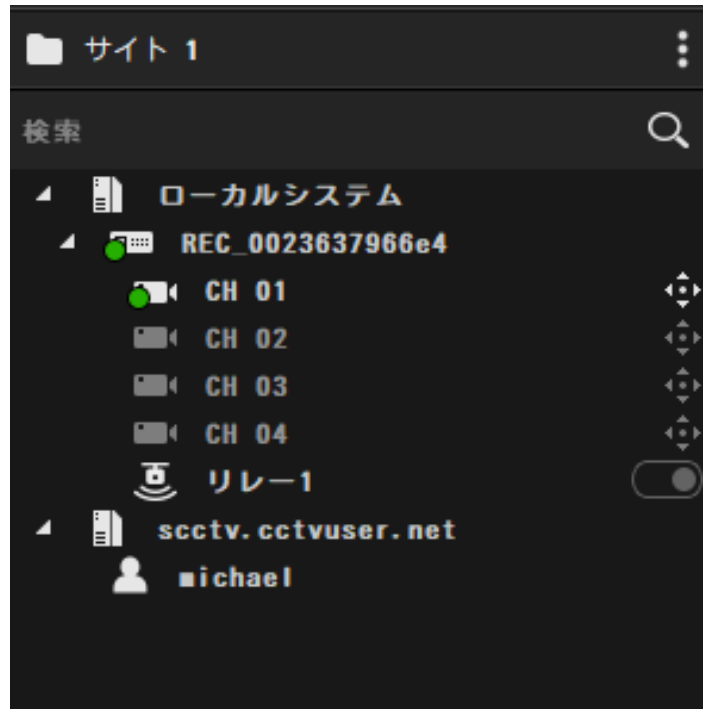 サイト 1
検索
ローカルシステム
REC_0023637966e4
CH 01
CH 02
CH 03
CH 04
リレー1
scctv.cctvuser.net
michael